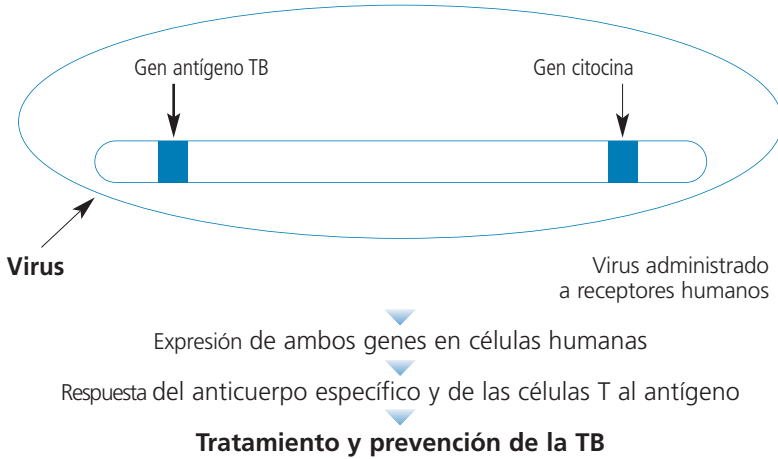 Gen antígeno TB
Gen citocina
Virus
Virus administrado
a receptores humanos
Expresión de ambos genes en células humanas
Respuesta del anticuerpo específico y de las células T al antígeno
Tratamiento y prevención de la TB